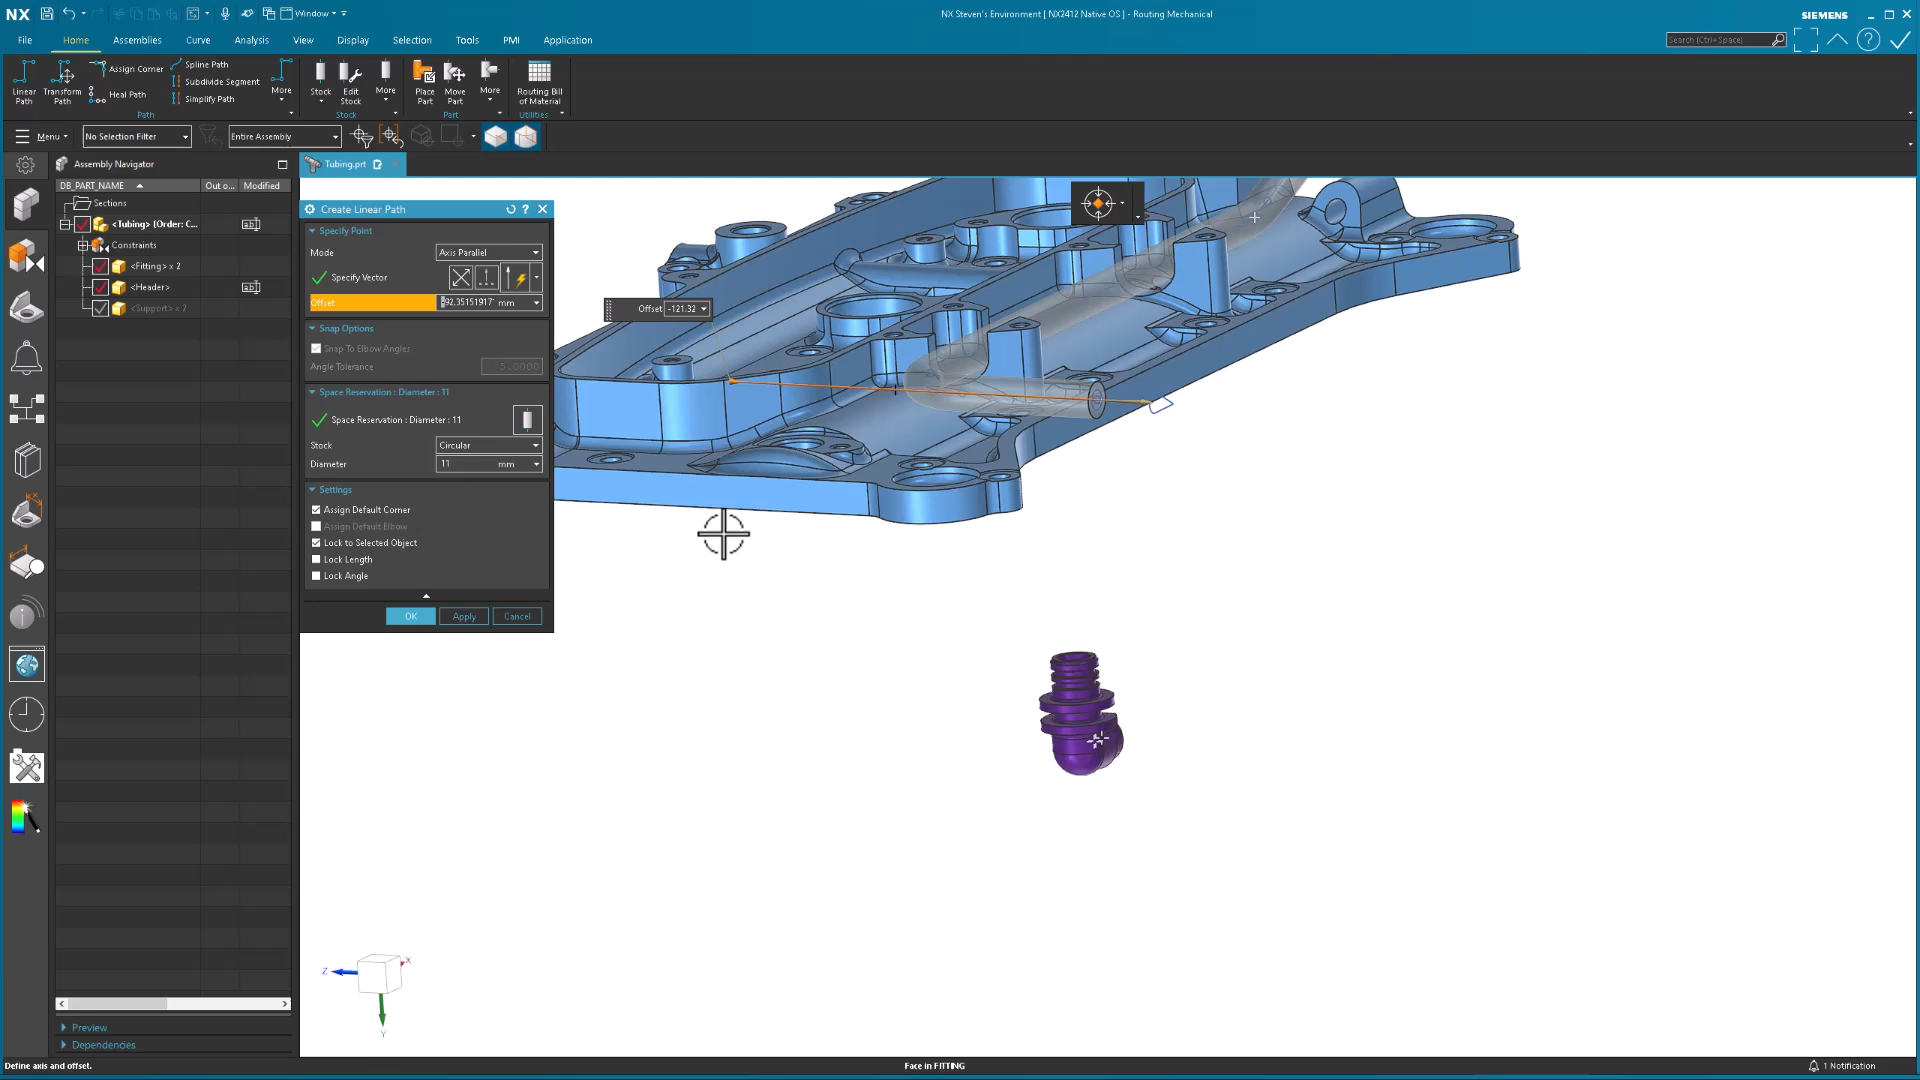 NX Window NX Steven's Environment [ NX2412 Native OS ] - Routing Mechanical SIEMENS
File Home Assemblies Curve Analysis View Display Selection Tools PMI Application Search (Ctrl+Space)
Linear Path
Transform Path
Assign Corner
Heal Path
Spline Path
Subdivide Segment
Simplify Path
More
Path
Stock
Edit Stock
More
Stock
Place Part
Move Part
More
Part
Routing Bill of Material
Utilities
Menu No Selection Filter Entire Assembly
Assembly Navigator
Tubing.prt
DB_PART_NAME Out o... Modified
Sections
<Tubing> (Order: C...
Constraints
<Fitting> x 2
<Header>
<Support> x 2
Create Linear Path
Specify Point
Mode Axis Parallel
Specify Vector
Offset 92.35151917 mm
Snap Options
Snap To Elbow Angles
Angle Tolerance 5.0000
Space Reservation : Diameter : 11
Space Reservation : Diameter : 11
Stock Circular
Diameter 11 mm
Settings
Assign Default Corner
Assign Default Elbow
Lock to Selected Object
Lock Length
Lock Angle
OK Apply Cancel
Offset -121.32
Z X
Y
Preview
Dependencies
Define axis and offset. Face in FITTING 1 Notification